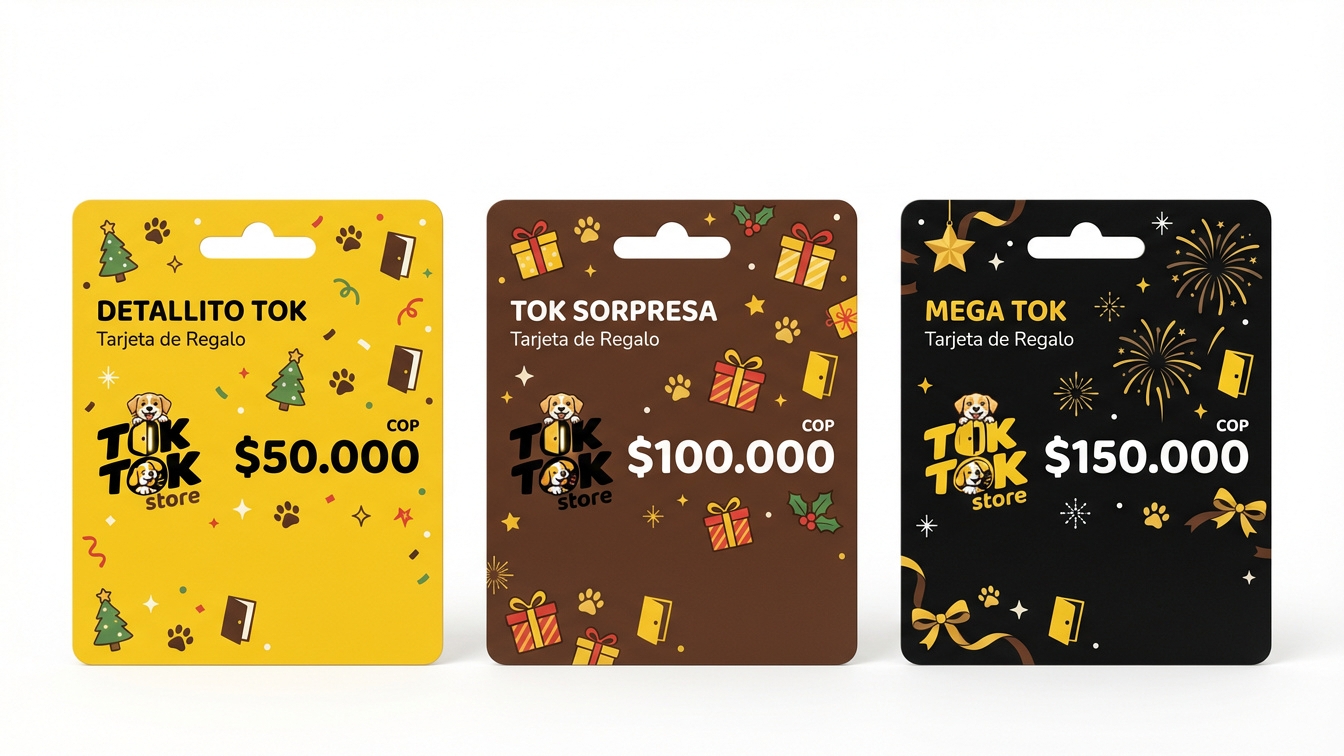 DETALLITO TOK
Tarjeta de Regalo
TOK
TOK
store
COP
$50.000
TOK SORPRESA
Tarjeta de Regalo
TOK
TOK
store
COP
$100.000
MEGA TOK
Tarjeta de Regalo
TOK
TOK
store
COP
$150.000